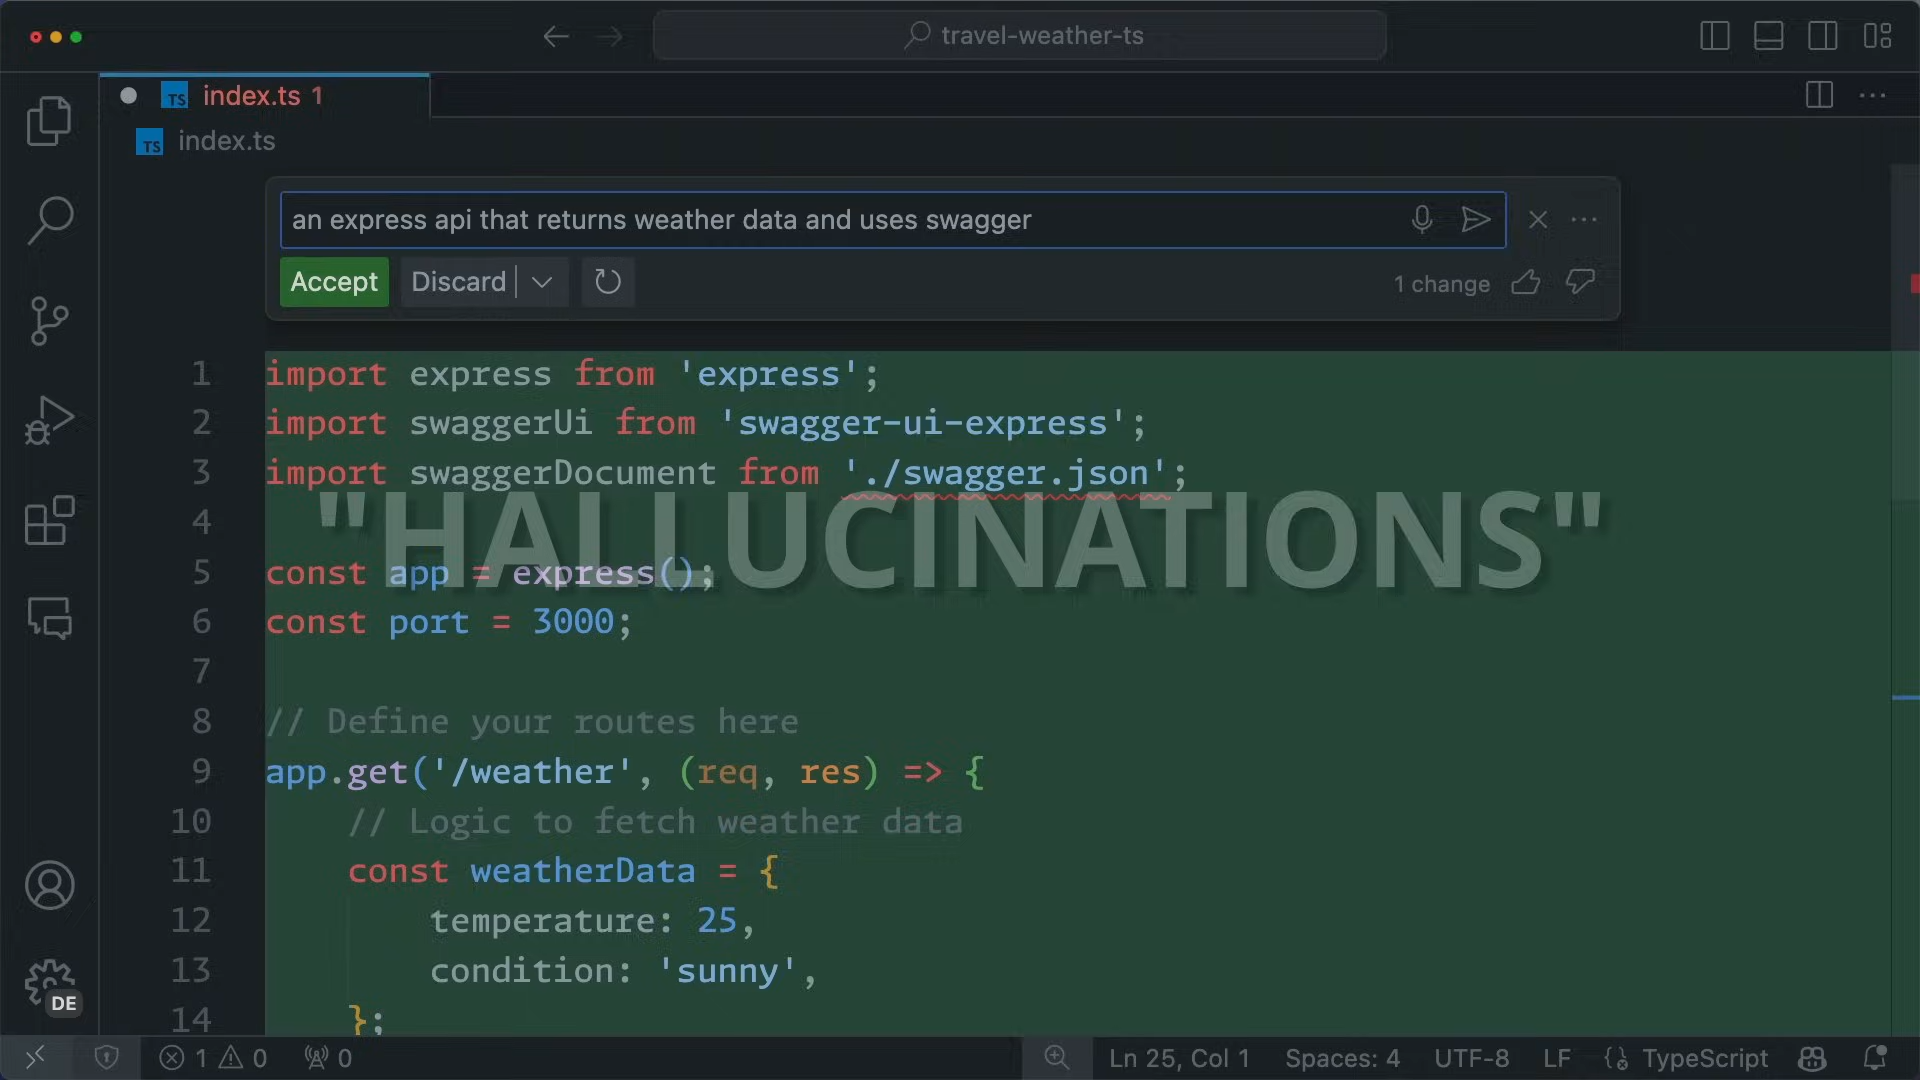 travel-weather-ts
TS index.ts 1
TS index.ts
an express api that returns weather data and uses swagger
Accept Discard
1 change
1 import express from 'express';
2 import swaggerUi from 'swagger-ui-express';
3 import swaggerDocument from './swagger.json';
"HALLUCINATIONS"
4
5 const app = express();
6 const port = 3000;
7
8 // Define your routes here
9 app.get('/weather', (req, res) => {
10 // Logic to fetch weather data
11 const weatherData = {
12 temperature: 25,
13 condition: 'sunny',
14 };
DE
1 0 0
Ln 25, Col 1 Spaces: 4 UTF-8 LF TypeScript